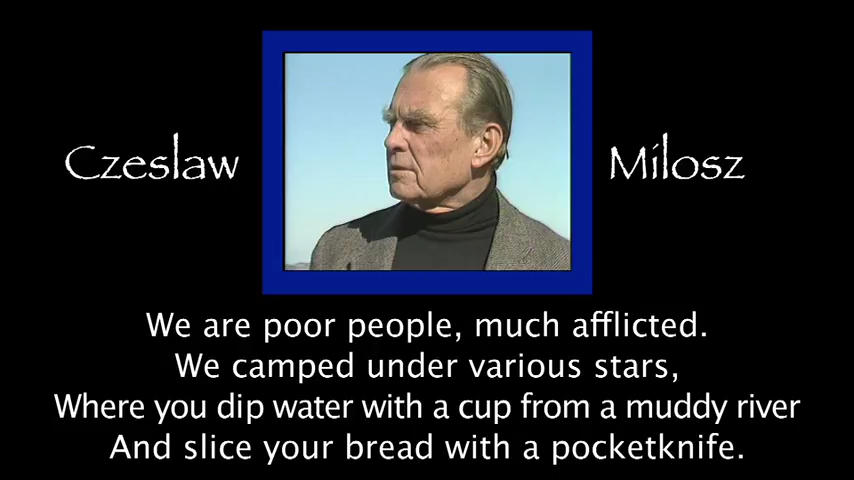 Czeslaw Milosz
We are poor people, much afflicted.
We camped under various stars,
Where you dip water with a cup from a muddy river
And slice your bread with a pocketknife.